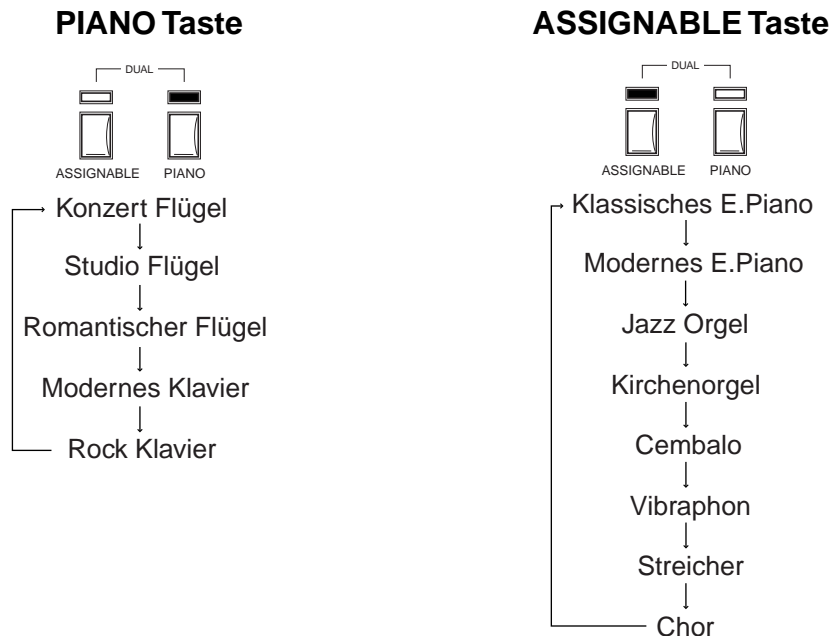 PIANO Taste
DUAL
ASSIGNABLE PIANO
Konzert Flügel
Studio Flügel
Romantischer Flügel
Modernes Klavier
Rock Klavier
ASSIGNABLE Taste
DUAL
ASSIGNABLE PIANO
Klassisches E.Piano
Modernes E.Piano
Jazz Orgel
Kirchenorgel
Cembalo
Vibraphon
Streicher
Chor